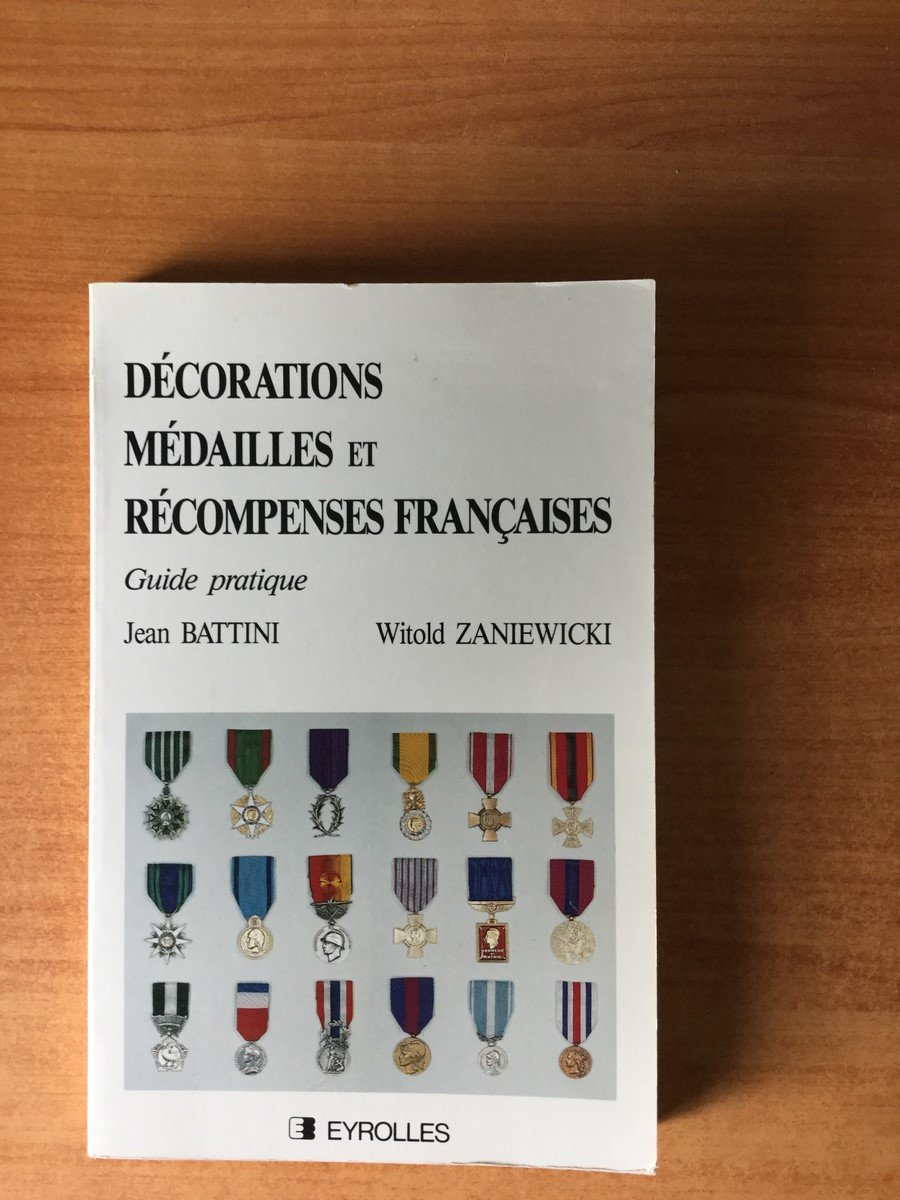 DÉCORATIONS
MÉDAILLES ET
RÉCOMPENSES FRANÇAISES
Guide pratique
Jean BATTINI Witold ZANIEWICKI
EYROLLES